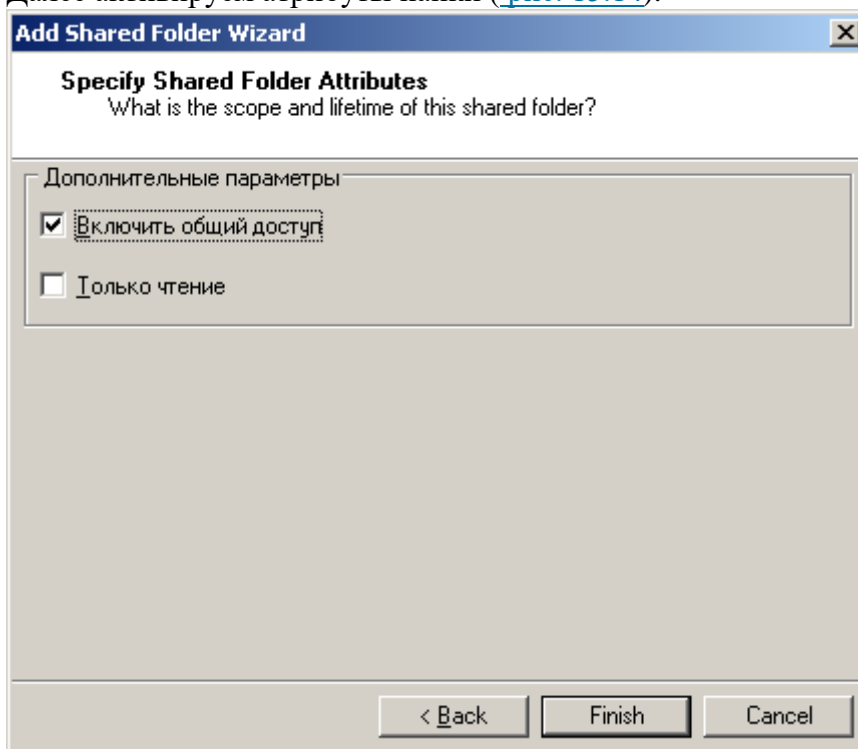 Add Shared Folder Wizard
Specify Shared Folder Attributes
What is the scope and lifetime of this shared folder?
Дополнительные параметры
Включить общий доступ
Только чтение
< Back Finish Cancel